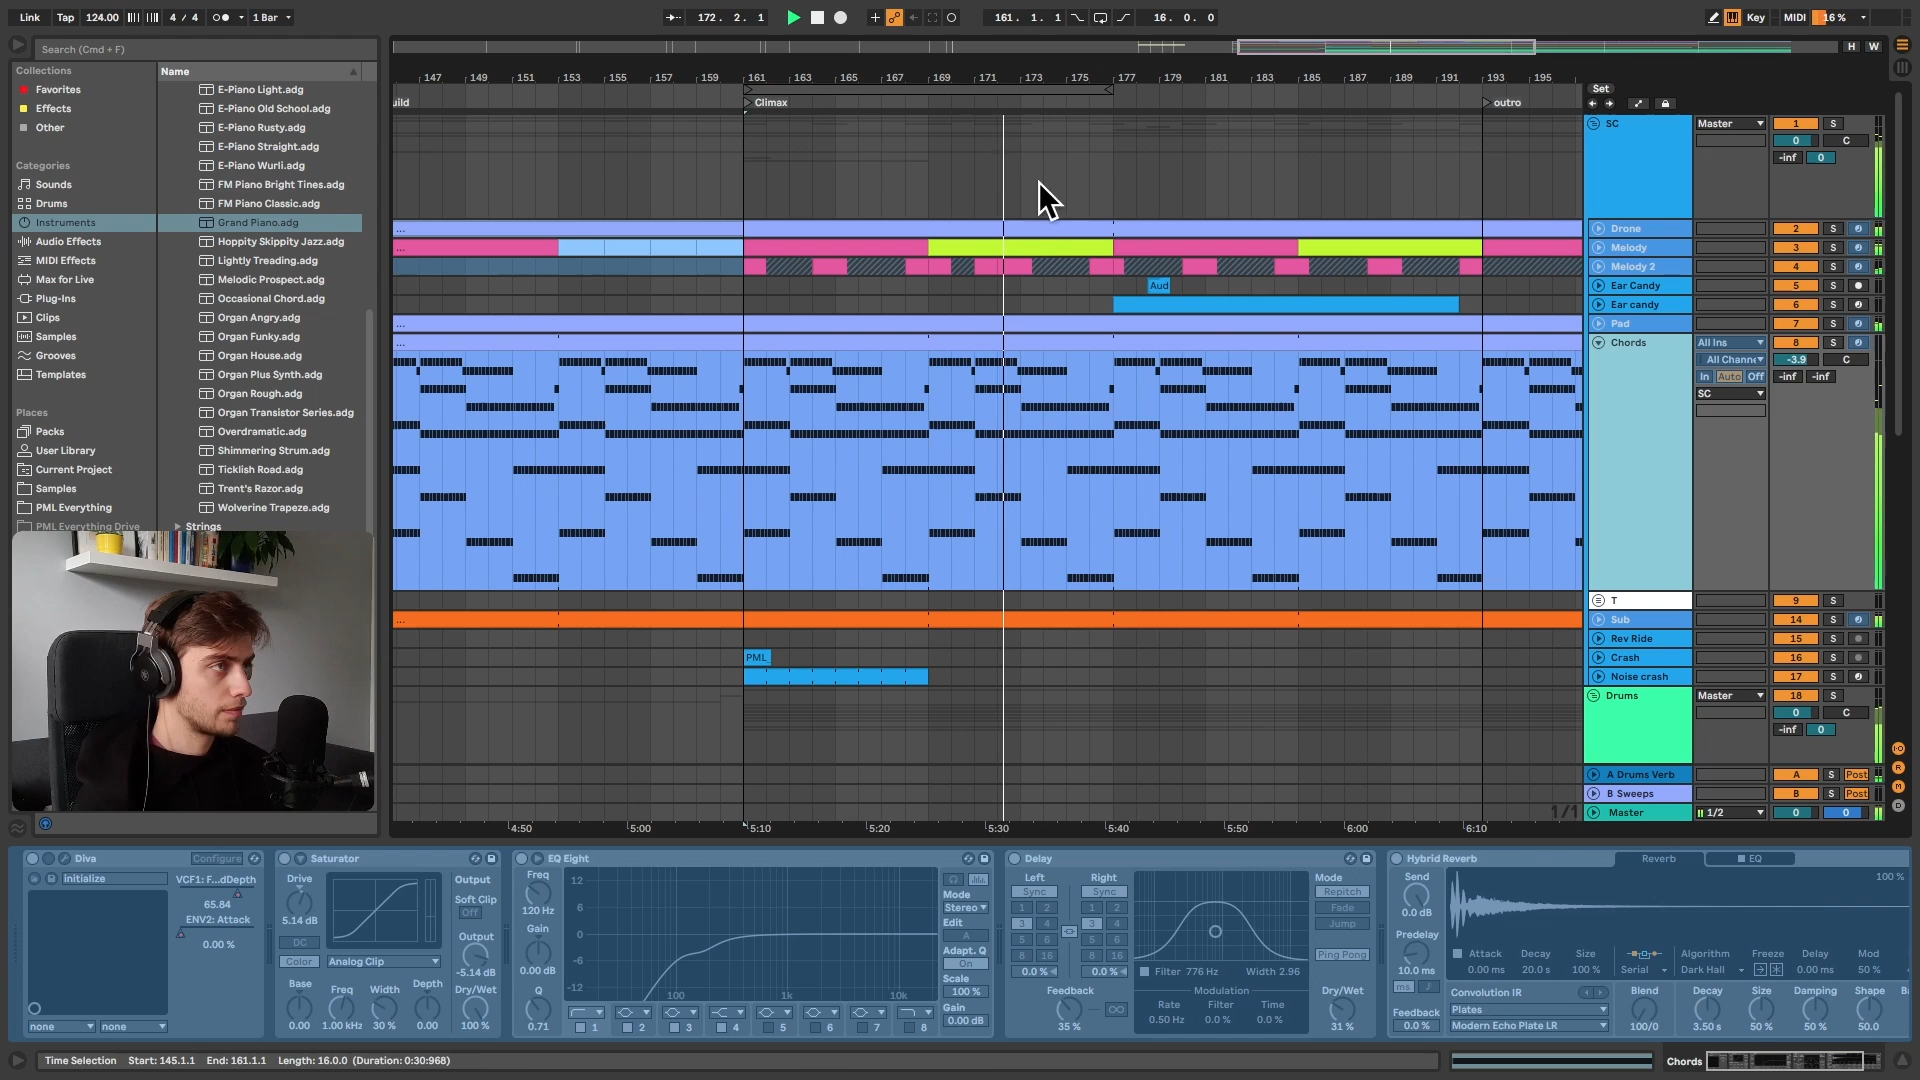 Link Tap 124.00 4 / 4 1 Bar 172. 2. 1 161. 1. 1 16. 0. 0 Key MIDI 16 %
Search (Cmd + F)
H W
Collections
Favorites
Effects
Other
Categories
Sounds
Drums
Instruments
Audio Effects
MIDI Effects
Max for Live
Plug-Ins
Clips
Samples
Grooves
Templates
Places
Packs
User Library
Current Project
Samples
PML Everything
PML Everything Drive
Name
E-Piano Light.adg
E-Piano Old School.adg
E-Piano Rusty.adg
E-Piano Straight.adg
E-Piano Wurli.adg
FM Piano Bright Tines.adg
FM Piano Classic.adg
Grand Piano.adg
Hoppity Skippity Jazz.adg
Lightly Treading.adg
Melodic Prospect.adg
Occasional Chord.adg
Organ Angry.adg
Organ Funky.adg
Organ House.adg
Organ Plus Synth.adg
Organ Rough.adg
Organ Transistor Series.adg
Overdramatic.adg
Shimmering Strum.adg
Ticklish Road.adg
Trent's Razor.adg
Wolverine Trapeze.adg
Strings
147 149 151 153 155 157 159 161 163 165 167 169 171 173 175 177 179 181 183 185 187 189 191 193 195
uild Climax outro
Set
SC Master 1 S
0 C
-inf 0
... Drone 2 S
... Melody 3 S
Melody 2 4 S
Aud Ear Candy 5 S
Ear candy 6 S
... Pad 7 S
... Chords All Ins 8 S
All Channe -3.9 C
In Auto Off -inf -inf
SC
T 9 S
... Sub 14 S
Rev Ride 15 S
PML Crash 16 S
Noise crash 17 S
Drums Master 18 S
0 C
-inf 0
A Drums Verb A S Post
B Sweeps B S Post
1/1 Master 1/2 0 0
4:50 5:00 5:10 5:20 5:30 5:40 5:50 6:00 6:10
Diva Configure
initialize
VCF1: F...dDepth
65.84
ENV2: Attack
0.00 %
none none
Saturator
Drive
5.14 dB
DC
Color Analog Clip
Base Freq Width Depth
0.00 1.00 kHz 30 % 0.00
Output
Soft Clip
Off
Output
-5.14 dB
Dry/Wet
100 %
EQ Eight
Freq
120 Hz
Gain
0.00 dB
Q
0.71
12
6
0
-6
-12
100 1k 10k
1 2 3 4 5 6 7 8
Mode
Stereo
Edit
A
Adapt. Q
On
Scale
100 %
Gain
0.00 dB
Delay
Left Right
Sync Sync
1 2 1 2
3 4 3 4
5 6 5 6
8 16 8 16
0.0 % 0.0 %
Feedback
35 %
Filter 776 Hz Width 2.96
Modulation
Rate Filter Time
0.50 Hz 0.0 % 0.0 %
Mode
Repitch
Fade
Jump
Ping Pong
Dry/Wet
31 %
Hybrid Reverb Reverb EQ
Send
0.0 dB
Predelay
10.0 ms
ms
Feedback
0.0 %
100 %
Attack Decay Size Algorithm Freeze Delay Mod
0.00 ms 20.0 s 100 % Serial Dark Hall 0.00 ms 50 %
Convolution IR
Plates
Modern Echo Plate LR
Blend Decay Size Damping Shape
100/0 3.50 s 50 % 50 % 50.0
Time Selection Start: 145.1.1 End: 161.1.1 Length: 16.0.0 (Duration: 0:30:968)
Chords